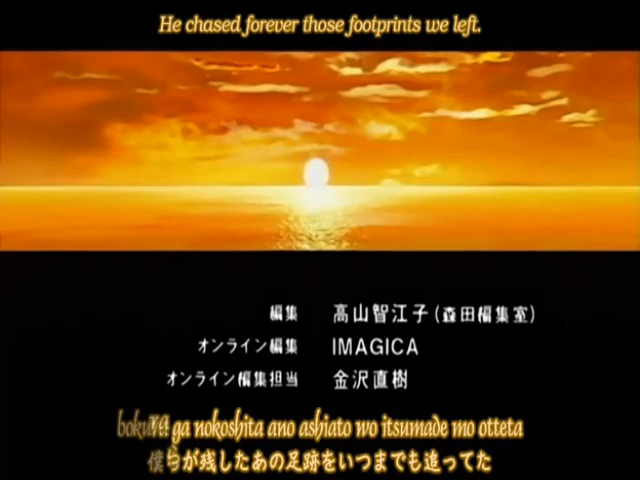 He chased forever those footprints we left.
編集 高山智江子(森田編集室)
オンライン編集 IMAGICA
オンライン編集担当 金沢直樹
bokura ga nokoshita ano ashiato wo itsumade mo otteta
僕らが残したあの足跡をいつまでも追ってた